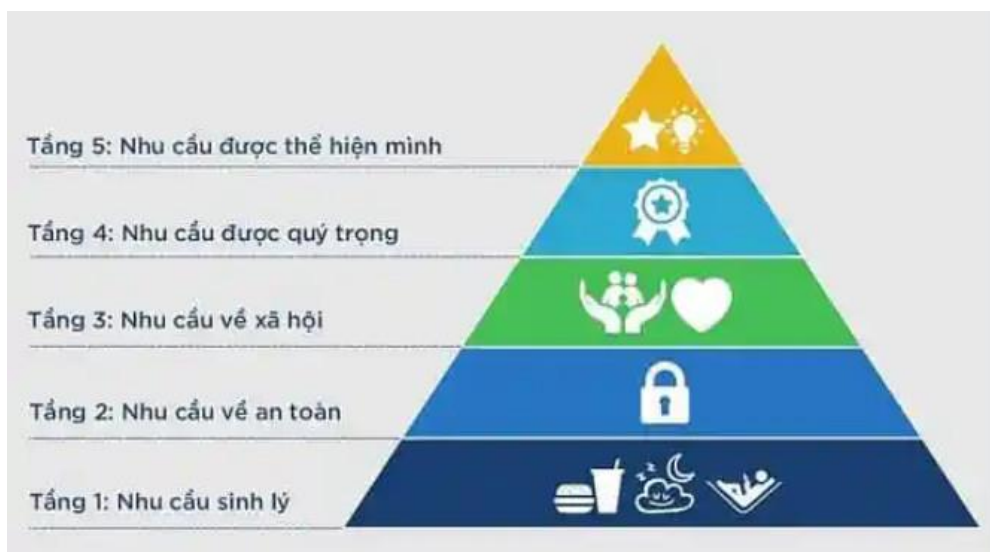 Tầng 5: Nhu cầu được thể hiện mình
Tầng 4: Nhu cầu được quý trọng
Tầng 3: Nhu cầu về xã hội
Tầng 2: Nhu cầu về an toàn
Tầng 1: Nhu cầu sinh lý